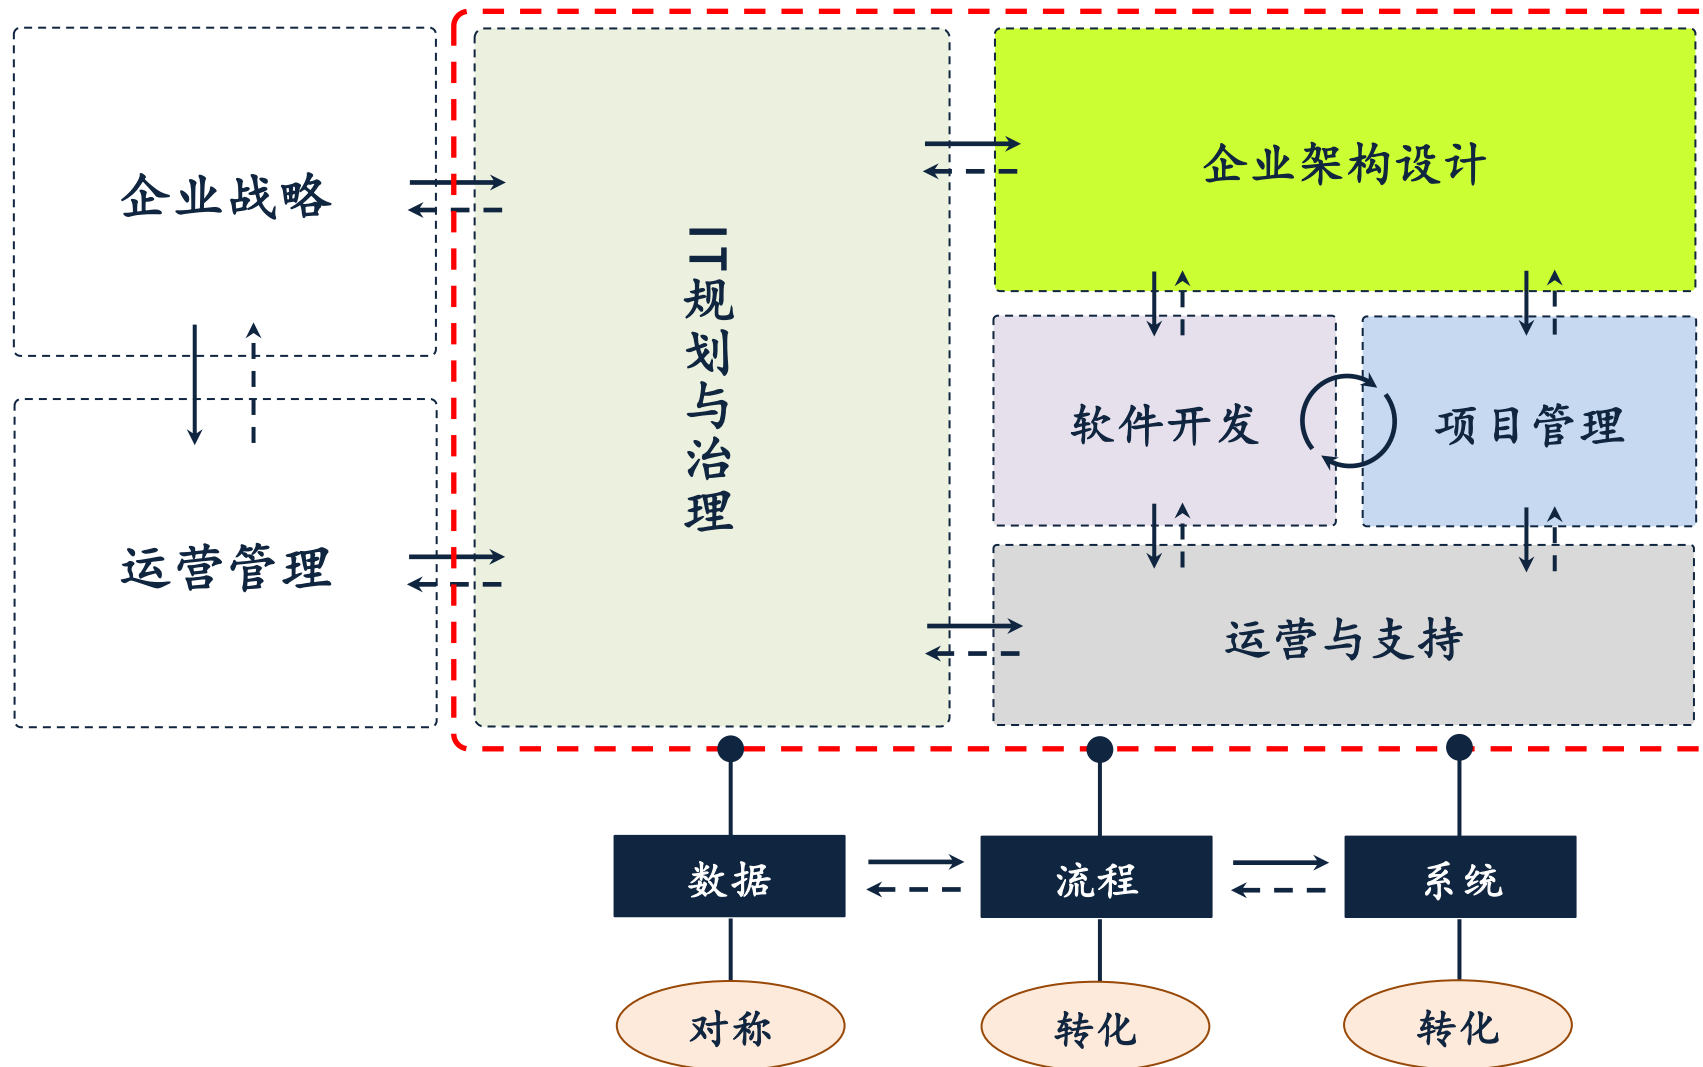 企业战略
运营管理
IT规划与治理
企业架构设计
软件开发
项目管理
运营与支持
数据
流程
系统
对称
转化
转化